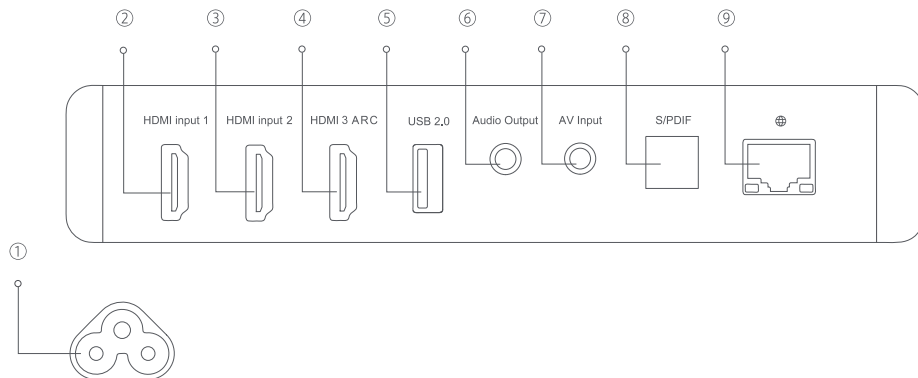 ② ③ ④ ⑤ ⑥ ⑦ ⑧ ⑨
HDMI input 1 HDMI input 2 HDMI 3 ARC USB 2.0 Audio Output AV Input S/PDIF
①